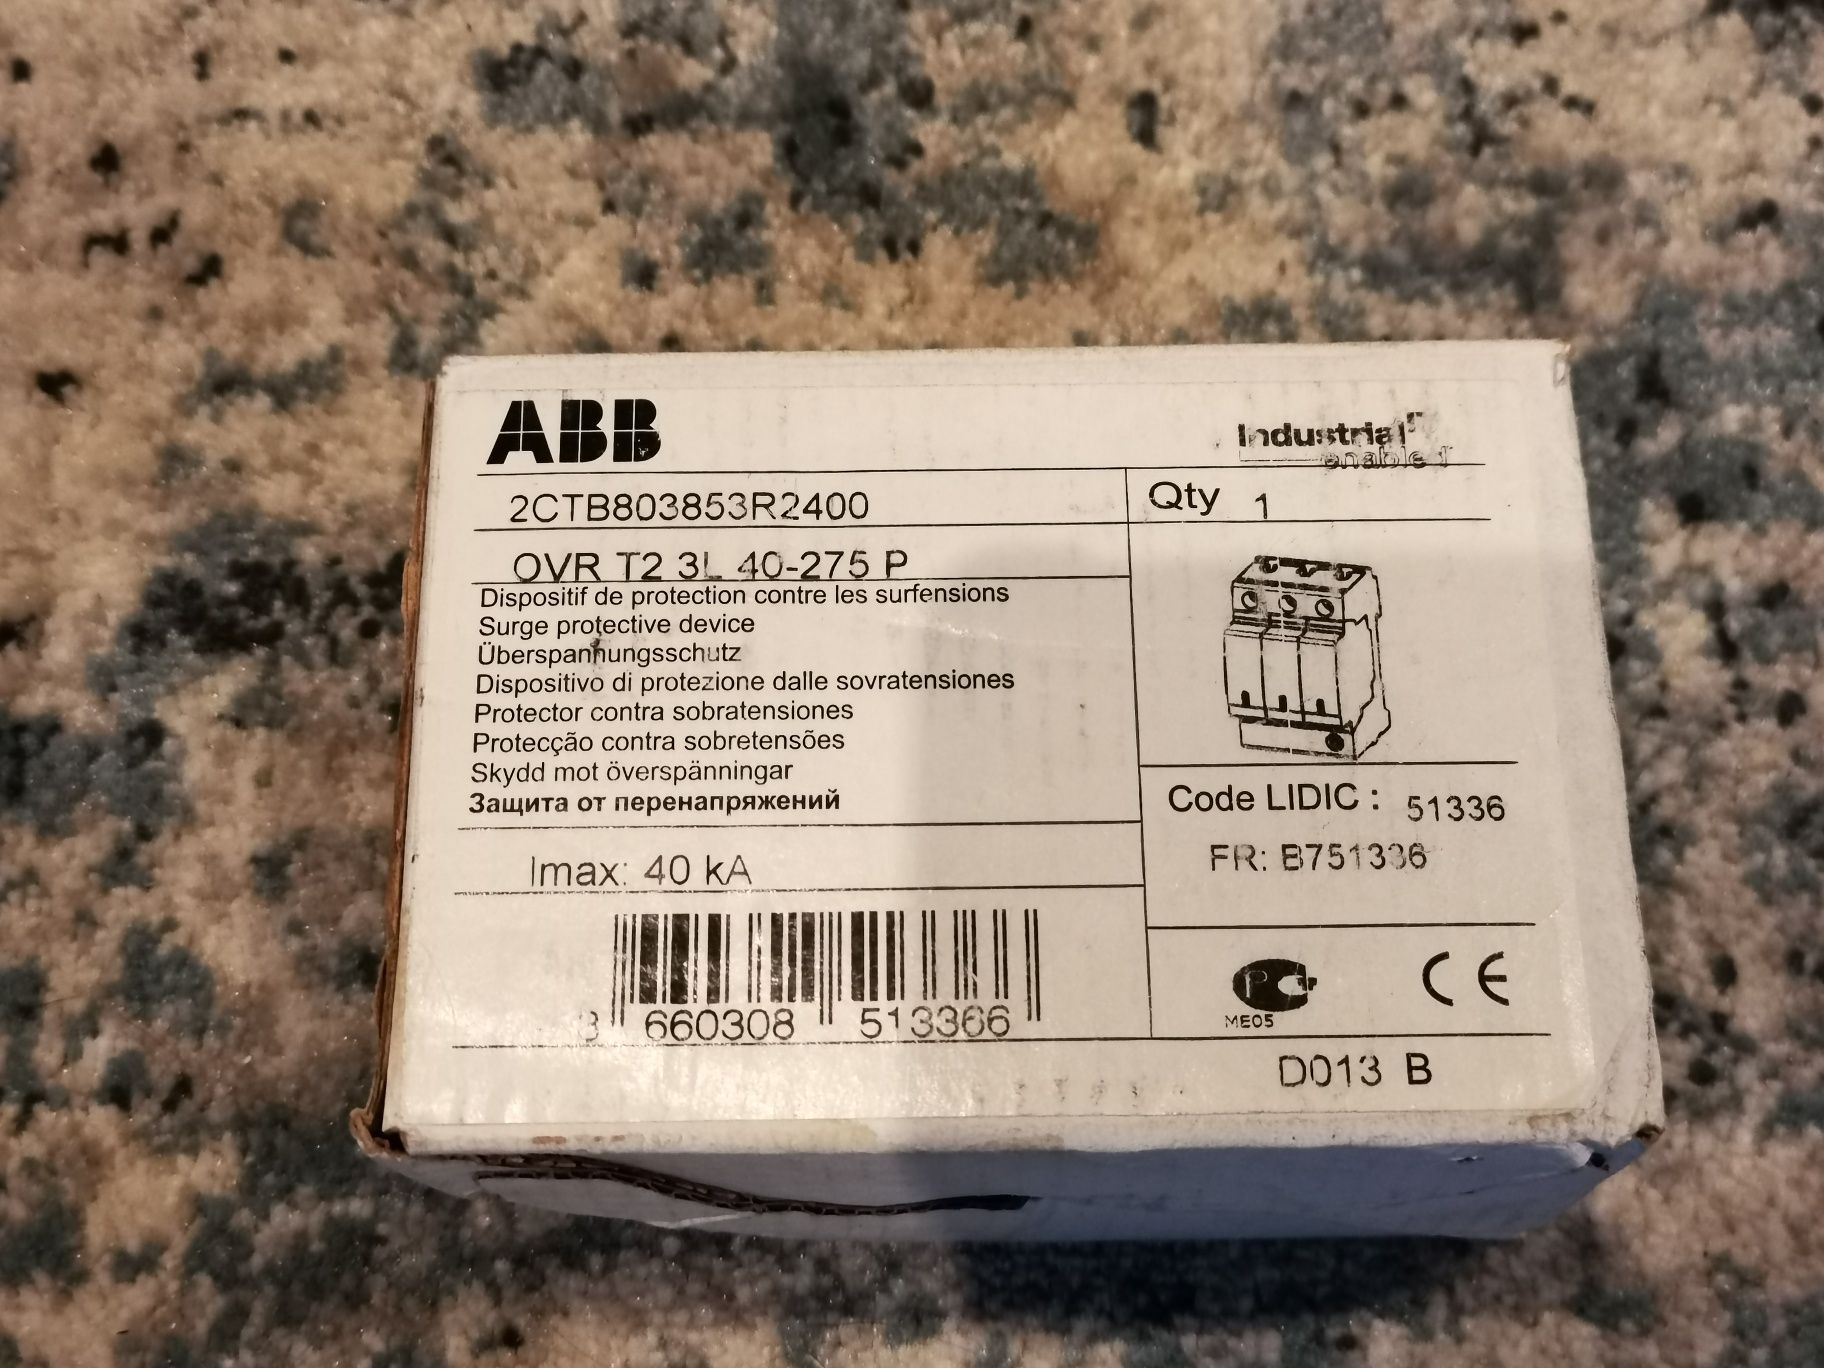 ABB
Industrial IT
enabled
2CTB803853R2400
Qty 1
OVR T2 3L 40-275 P
Dispositif de protection contre les surfensions
Surge protective device
Überspannungsschutz
Dispositivo di protezione dalle sovratensiones
Protector contra sobratensiones
Protecção contra sobretensões
Skydd mot överspänningar
Защита от перенапряжений
Code LIDIC : 51336
FR: B751336
Imax: 40 kA
3 660308 513366
ME05
CE
D013 B